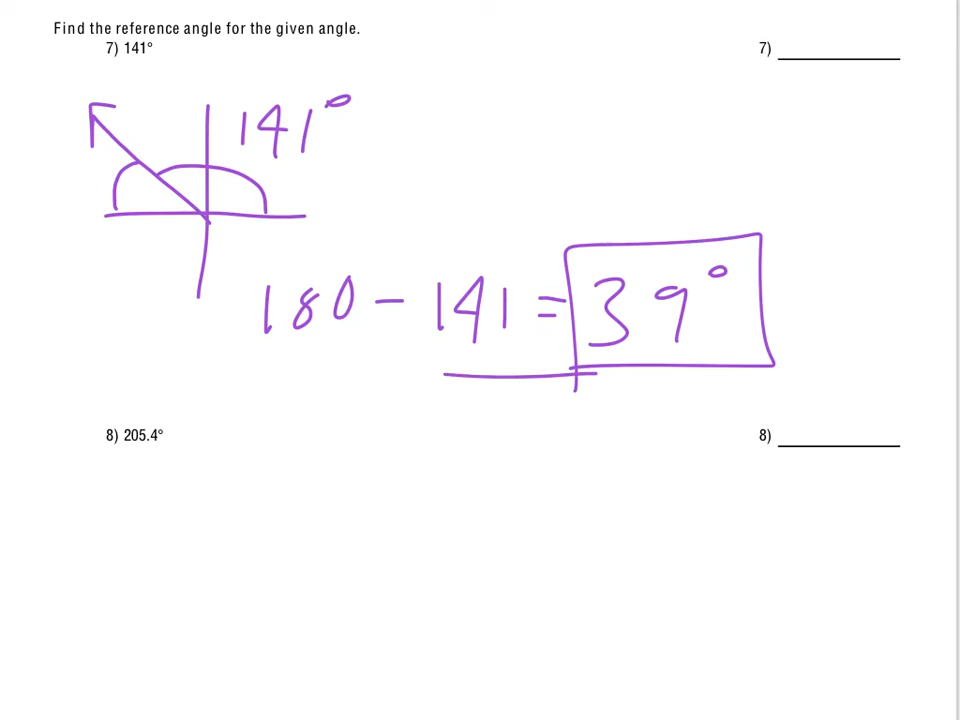 Find the reference angle for the given angle.
7) 141°
7)
141°
180 - 141 = 39°
8) 205.4°
8)